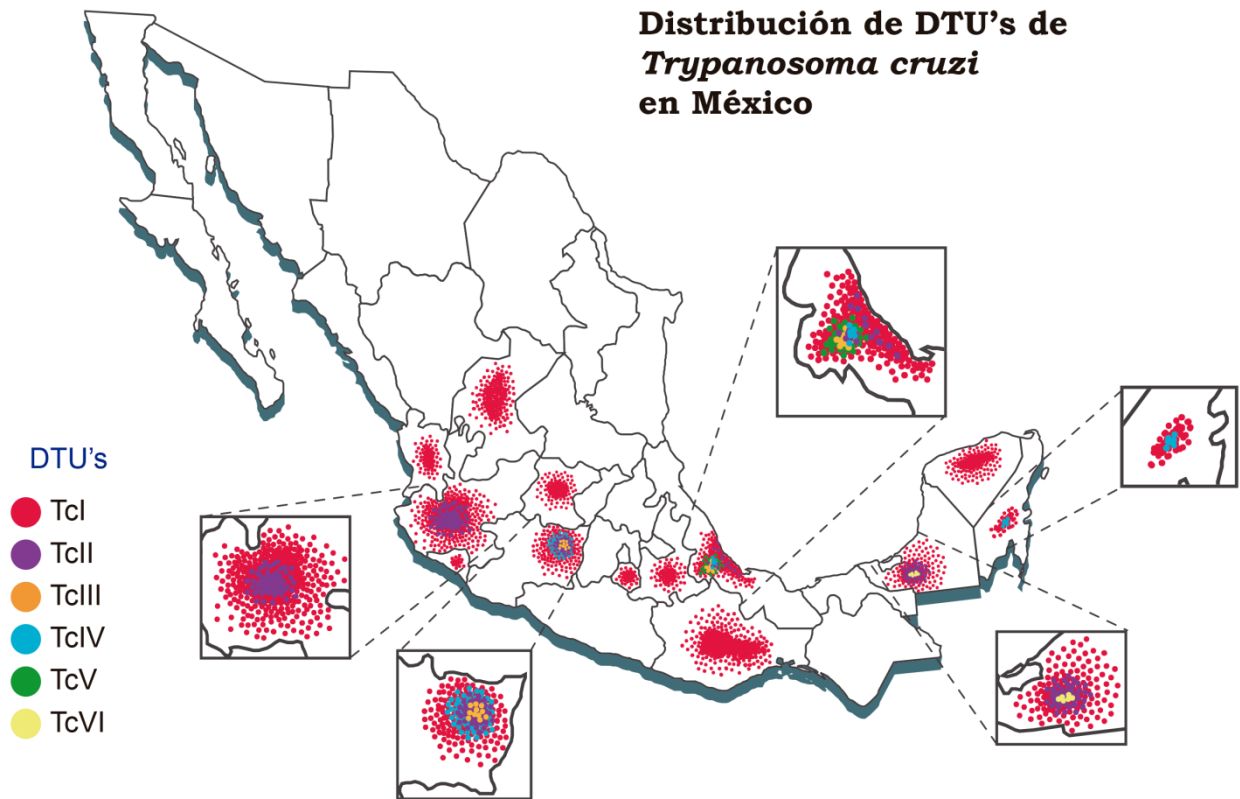 Distribución de DTU's de
Trypanosoma cruzi
en México
DTU's
TcI
TcII
TcIII
TcIV
TcV
TcVI